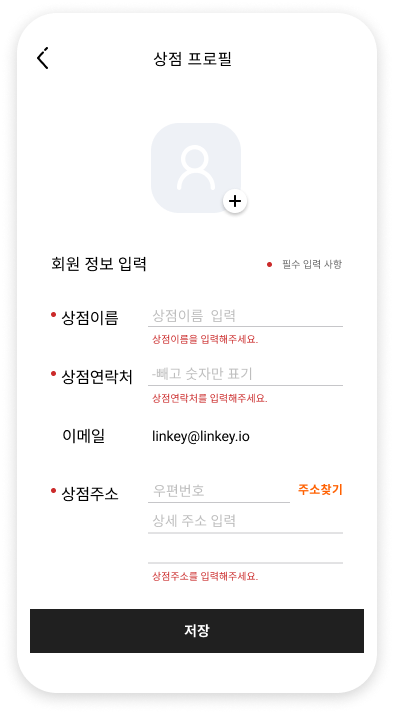 상점 프로필
회원 정보 입력
필수 입력 사항
상점이름
상점이름 입력
상점이름을 입력해주세요.
상점연락처
-빼고 숫자만 표기
상점연락처를 입력해주세요.
이메일
linkey@linkey.io
상점주소
우편번호
주소찾기
상세 주소 입력
상점주소를 입력해주세요.
저장